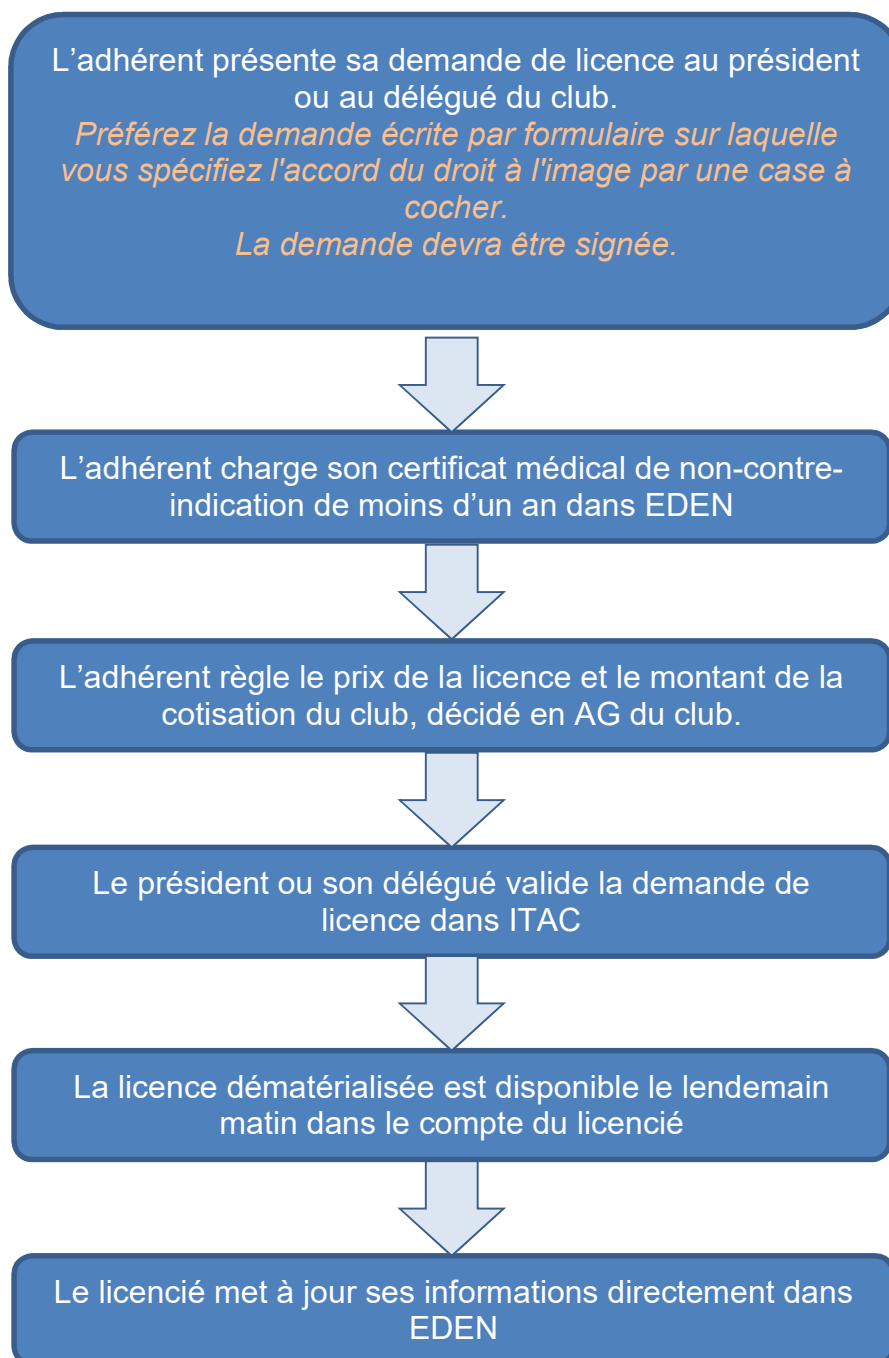 L’adhérent présente sa demande de licence au président
ou au délégué du club.
Préférez la demande écrite par formulaire sur laquelle
vous spécifiez l'accord du droit à l'image par une case à
cocher.
La demande devra être signée.
L’adhérent charge son certificat médical de non-contre-
indication de moins d’un an dans EDEN
L’adhérent règle le prix de la licence et le montant de la
cotisation du club, décidé en AG du club.
Le président ou son délégué valide la demande de
licence dans ITAC
La licence dématérialisée est disponible le lendemain
matin dans le compte du licencié
Le licencié met à jour ses informations directement dans
EDEN